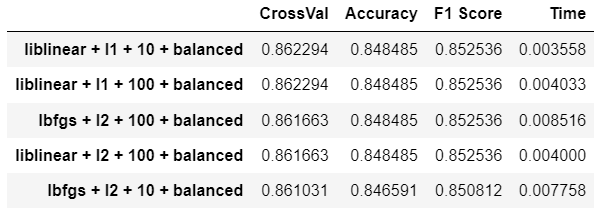 CrossVal Accuracy F1 Score Time
liblinear + l1 + 10 + balanced 0.862294 0.848485 0.852536 0.003558
liblinear + l1 + 100 + balanced 0.862294 0.848485 0.852536 0.004033
lbfgs + l2 + 100 + balanced 0.861663 0.848485 0.852536 0.008516
liblinear + l2 + 100 + balanced 0.861663 0.848485 0.852536 0.004000
lbfgs + l2 + 10 + balanced 0.861031 0.846591 0.850812 0.007758